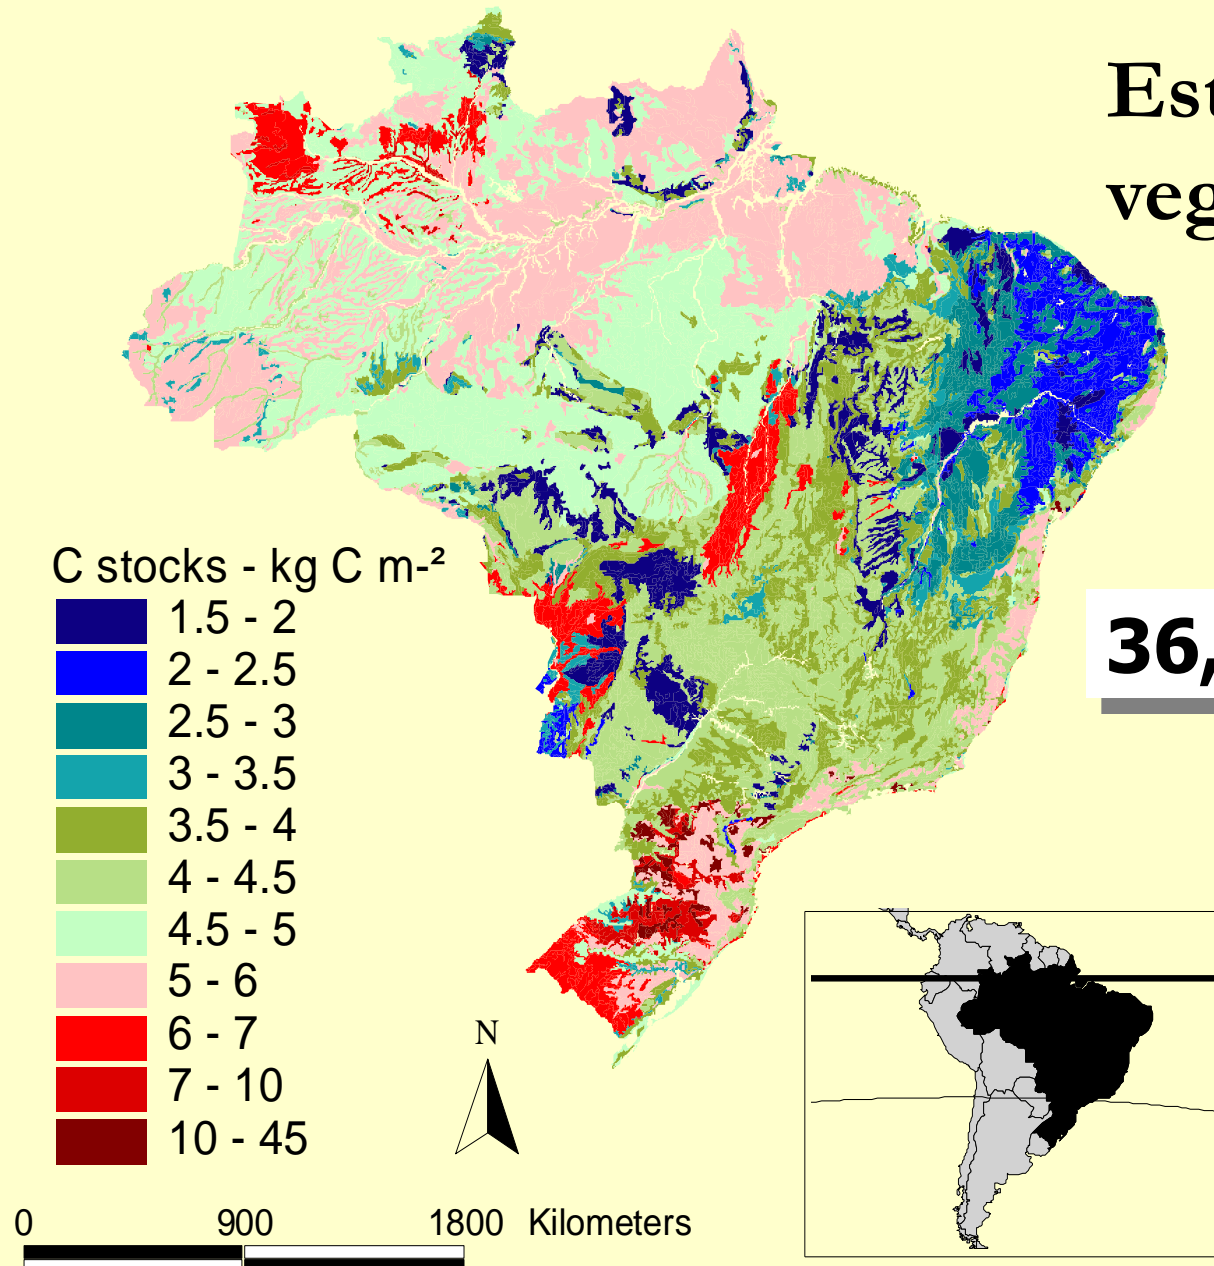 Est
veg
36,
C stocks - kg C m-²
1.5 - 2
2 - 2.5
2.5 - 3
3 - 3.5
3.5 - 4
4 - 4.5
4.5 - 5
5 - 6
6 - 7
7 - 10
10 - 45
N
0 900 1800 Kilometers